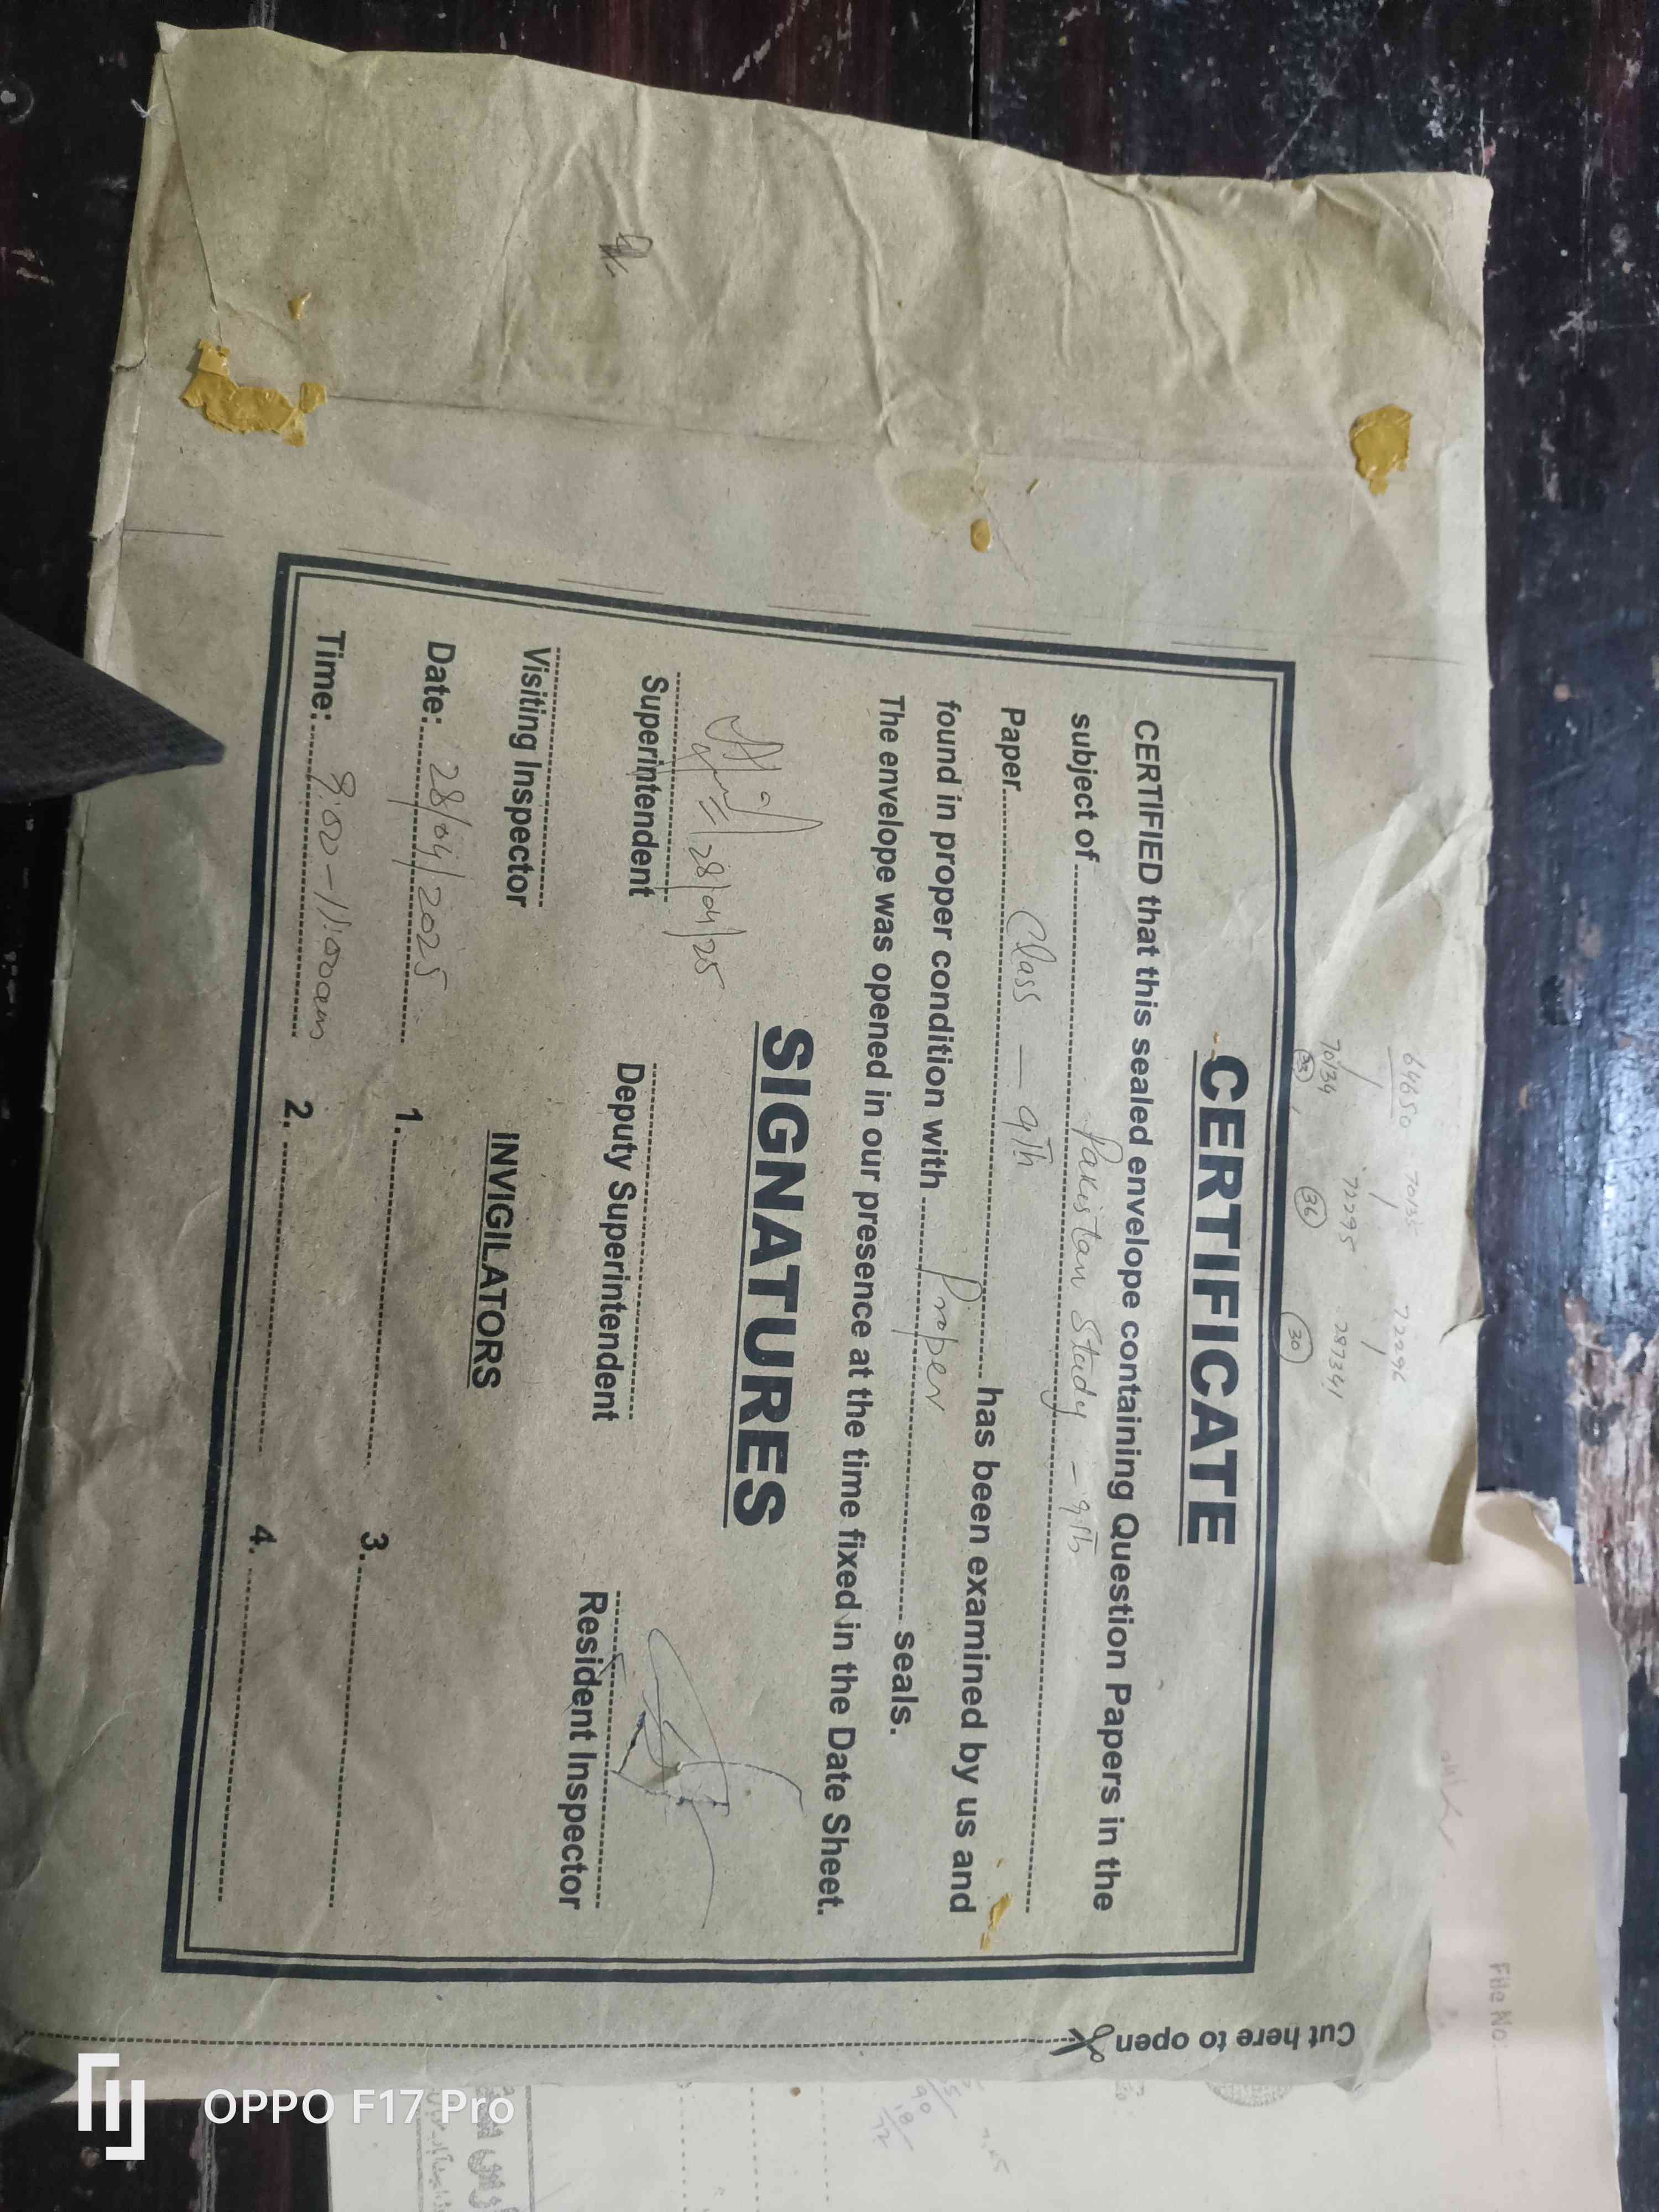 64650 70135 72296
70134 72295 287341
33 36 30
CERTIFICATE
CERTIFIED that this sealed envelope containing Question Papers in the
subject of Pakistan Study - 9th
Paper Class - 9th has been examined by us and
found in proper condition with Proper seals.
The envelope was opened in our presence at the time fixed in the Date Sheet.
SIGNATURES
28/04/25
Superintendent Deputy Superintendent Resident Inspector
Visiting Inspector
INVIGILATORS
Date: 28/04/2025 1. 3.
Time: 9:00 - 11:00am 2. 4.
Cut here to open
File No:
OPPO F17 Pro